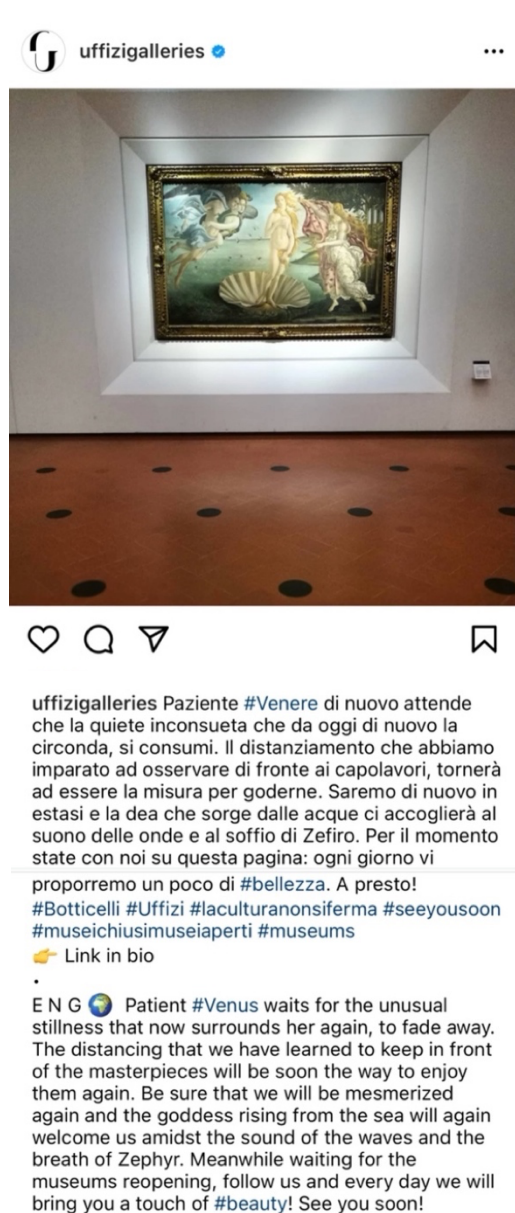 uffizigalleries
uffizigalleries Paziente #Venere di nuovo attende
che la quiete inconsueta che da oggi di nuovo la
circonda, si consumi. Il distanziamento che abbiamo
imparato ad osservare di fronte ai capolavori, tornerà
ad essere la misura per goderne. Saremo di nuovo in
estasi e la dea che sorge dalle acque ci accoglierà al
suono delle onde e al soffio di Zefiro. Per il momento
state con noi su questa pagina: ogni giorno vi
proporremo un poco di #bellezza. A presto!
#Botticelli #Uffizi #laculturanonsiferma #seeyousoon
#museichiusimuseiaperti #museums
👉 Link in bio
.
E N G 🌍 Patient #Venus waits for the unusual
stillness that now surrounds her again, to fade away.
The distancing that we have learned to keep in front
of the masterpieces will be soon the way to enjoy
them again. Be sure that we will be mesmerized
again and the goddess rising from the sea will again
welcome us amidst the sound of the waves and the
breath of Zephyr. Meanwhile waiting for the
museums reopening, follow us and every day we will
bring you a touch of #beauty! See you soon!